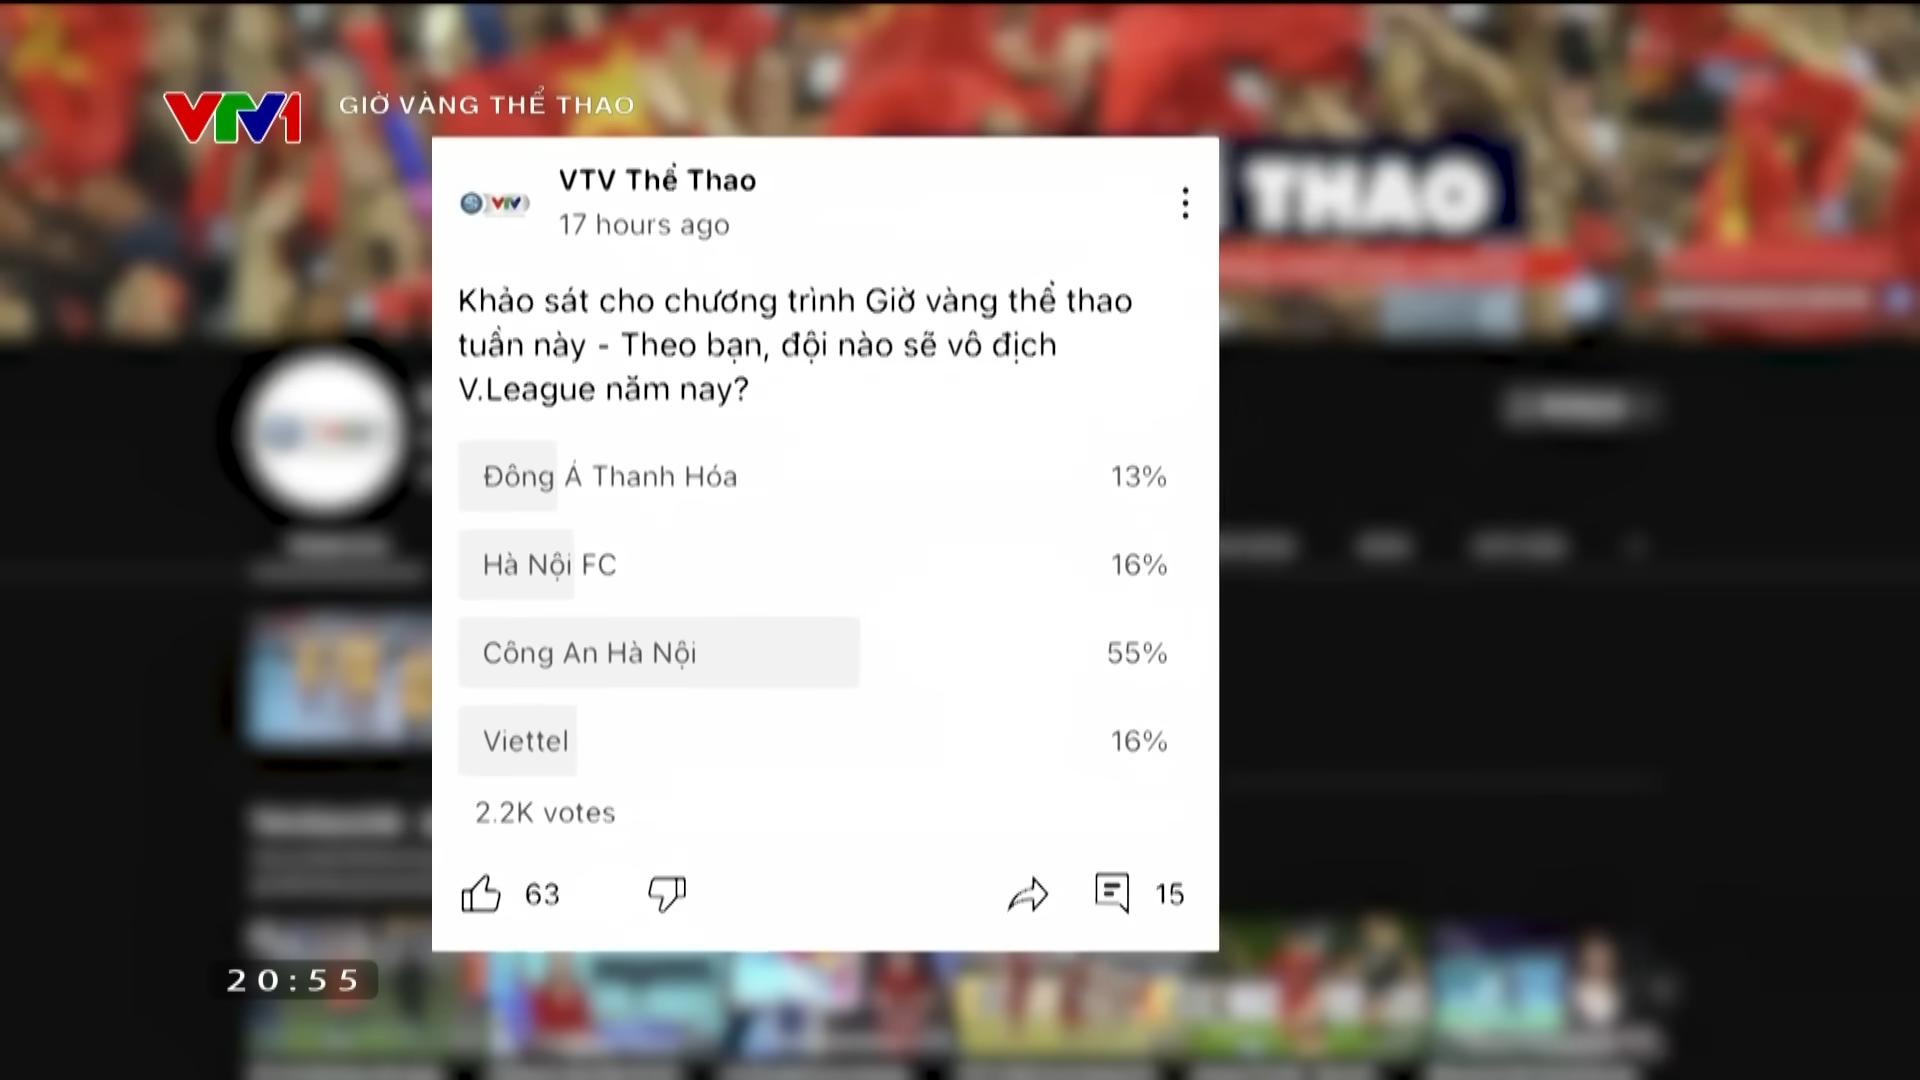 VTV1 GIỜ VÀNG THỂ THAO
THAO
VTV VTV Thể Thao
17 hours ago
Khảo sát cho chương trình Giờ vàng thể thao
tuần này - Theo bạn, đội nào sẽ vô địch
V.League năm nay?
Đông Á Thanh Hóa 13%
Hà Nội FC 16%
Công An Hà Nội 55%
Viettel 16%
2.2K votes
63 15
20:55